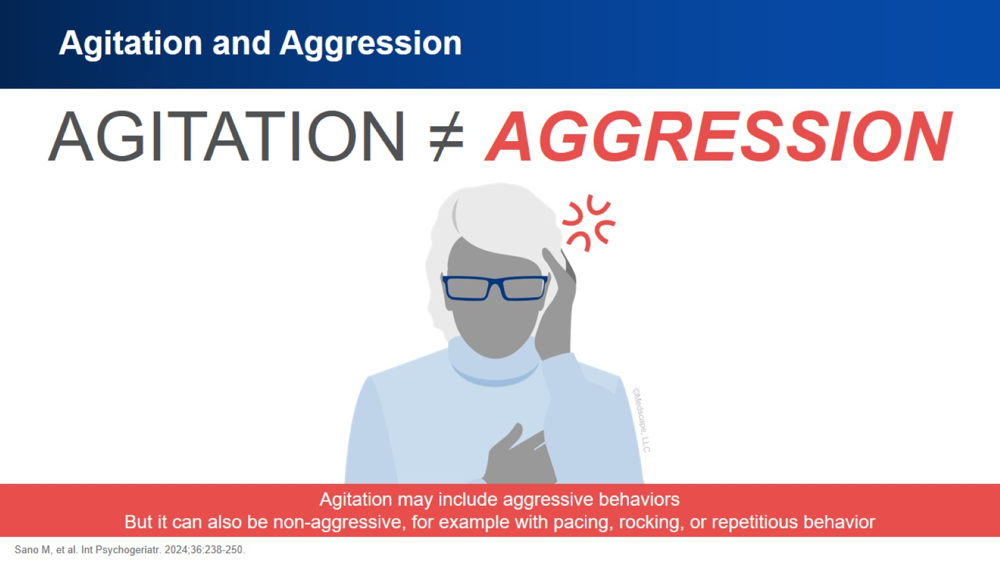 Agitation and Aggression
AGITATION ≠ AGGRESSION
©Medscape, LLC
Agitation may include aggressive behaviors
But it can also be non-aggressive, for example with pacing, rocking, or repetitious behavior
Sano M, et al. Int Psychogeriatr. 2024;36:238-250.